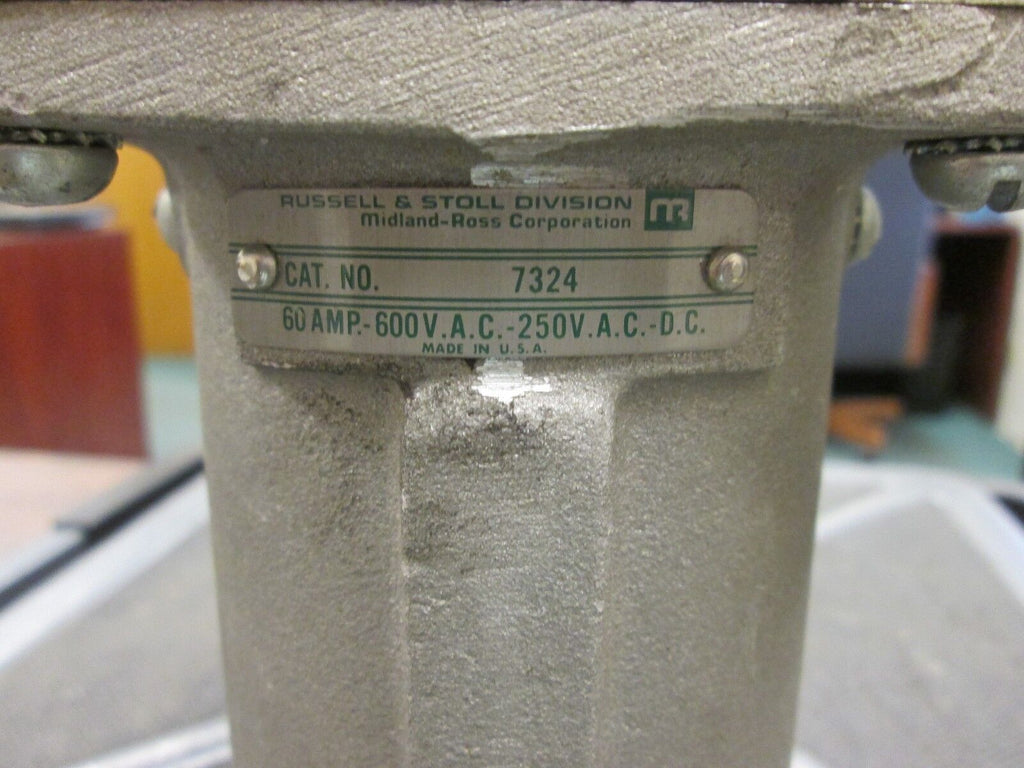 RUSSELL & STOLL DIVISION
Midland-Ross Corporation
CAT. NO. 7324
60 AMP.-600V.A.C.-250V.A.C.-D.C.
MADE IN U.S.A.